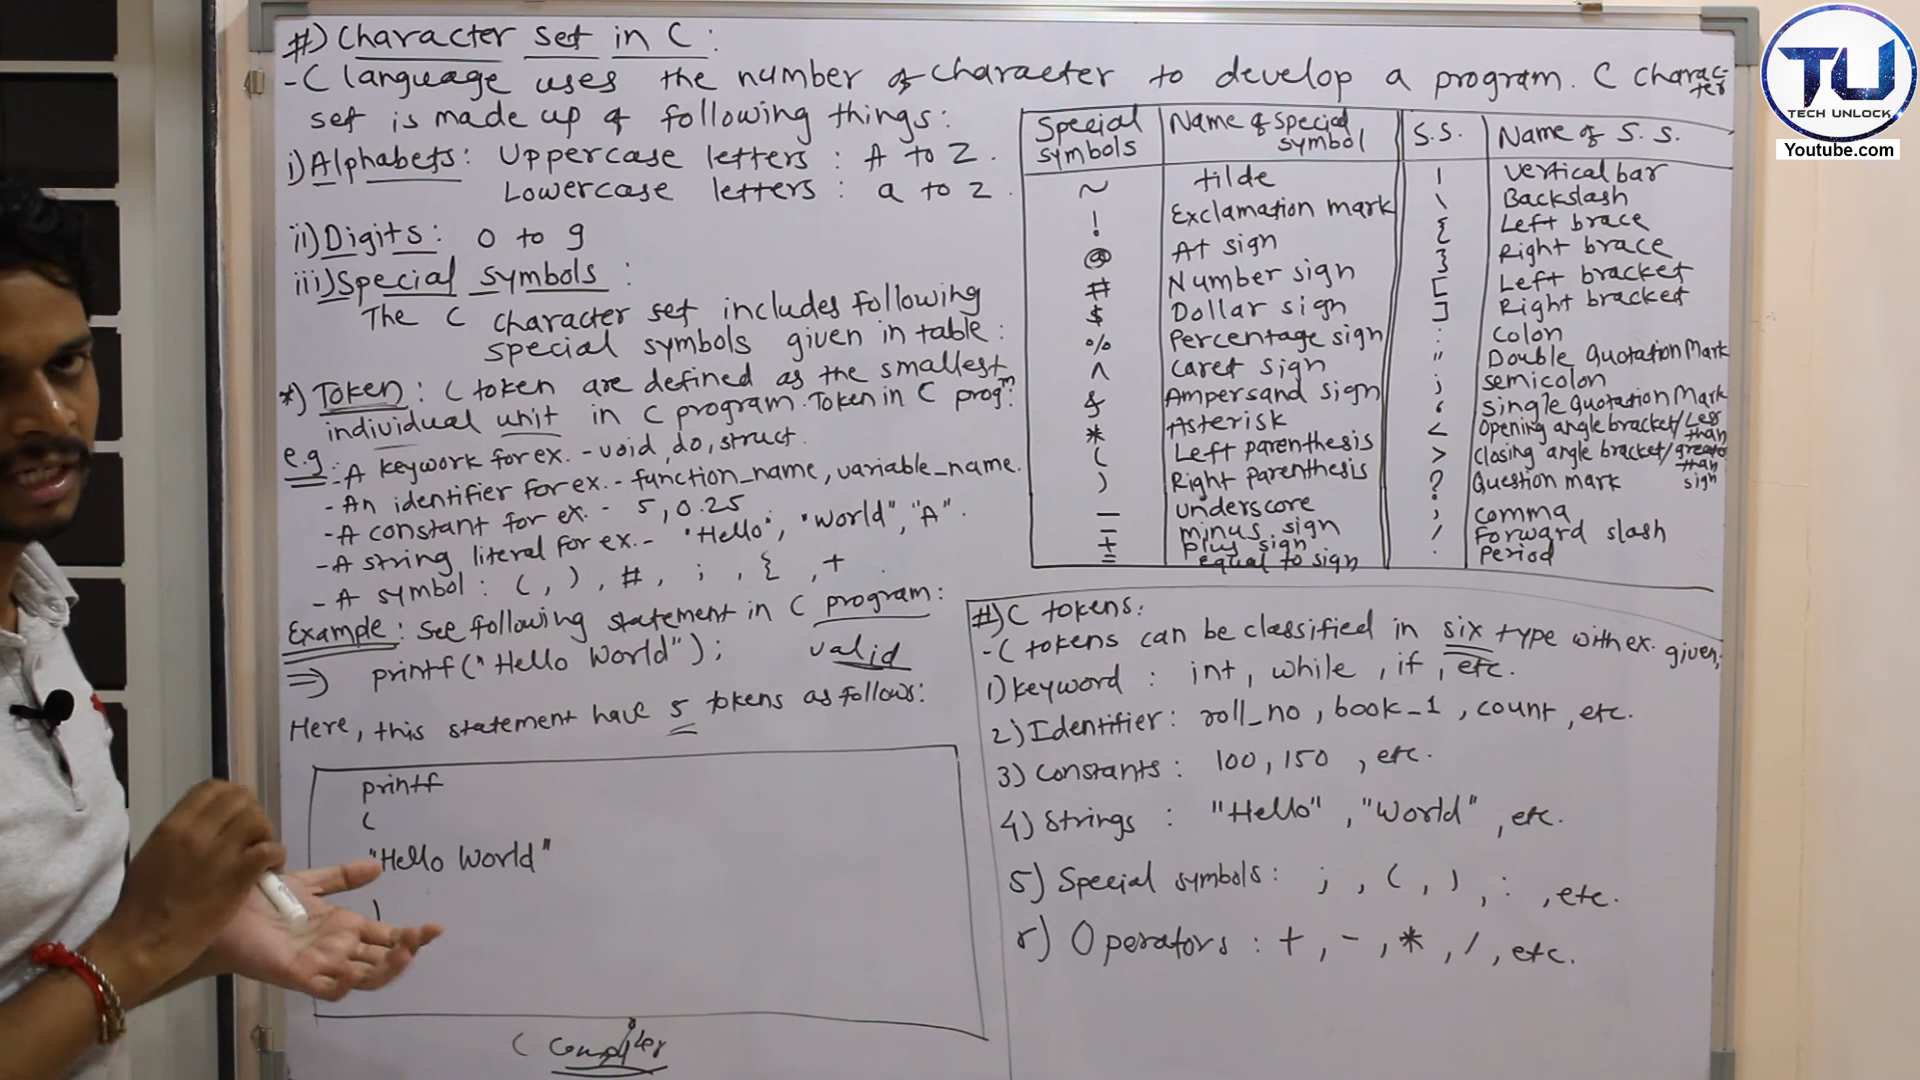 #) Character set in C :
- C language uses the number of character to develop a program. C charac-
ter
set is made up of following things:
i) Alphabets: Uppercase letters : A to Z .
Lowercase letters : a to z .
ii) Digits: 0 to 9
iii) Special symbols :
The C character set includes following
special symbols given in table :
*) Token : C token are defined as the smallest
individual unit in C program. Token in C progm.
e.g. - A keywork for ex. - void, do, struct.
- An identifier for ex. - function_name, variable_name.
- A constant for ex. - 5, 0.25
- A string literal for ex. - "Hello", "World", "A".
- A symbol : ( , ) , # , ; , { , + .
Example : See following statement in C program :
⇒ printf("Hello World"); valid
Here, this statement have 5 tokens as follows:
printf
(
"Hello World"
)
C Compiler
Special symbols | Name of special symbol | S.S. | Name of S. S.
~ | tilde | | | Vertical bar
! | Exclamation mark | \ | Backslash
@ | At sign | { | Left brace
# | Number sign | } | Right brace
$ | Dollar sign | [ | Left bracket
% | Percentage sign | ] | Right bracket
^ | caret sign | : | Colon
& | Ampersand sign | " | Double Quotation Mark
* | Asterisk | ; | semicolon
( | Left parenthesis | ‘ | single Quotation Mark
) | Right parenthesis | < | Opening angle bracket/Less than
_ | underscore | > | closing angle bracket/greater than sign
- | minus sign | ? | Question mark
+ | plus sign | , | comma
= | equal to sign | / | Forward slash
. | Period
#) C tokens:
- C tokens can be classified in six type with ex. given;
1) Keyword : int, while , if , etc.
2) Identifier : roll_no , book_1 , count , etc.
3) Constants : 100, 150 , etc.
4) Strings : "Hello" , "World" , etc.
5) Special symbols : ; , ( , ) , : , etc.
r) Operators : + , - , * , / , etc.
TU
TECH UNLOCK
Youtube.com